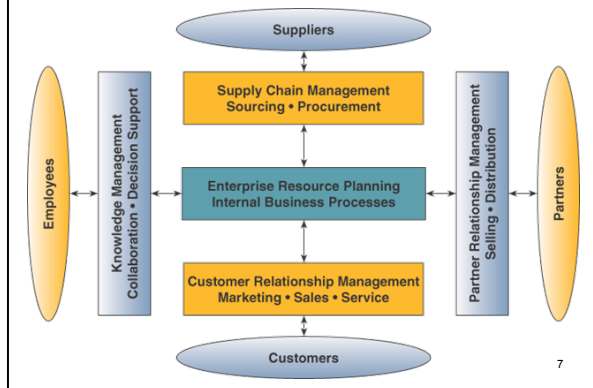 Suppliers
Supply Chain Management
Sourcing • Procurement
Employees
Knowledge Management
Collaboration • Decision Support
Enterprise Resource Planning
Internal Business Processes
Partner Relationship Management
Selling • Distribution
Partners
Customer Relationship Management
Marketing • Sales • Service
Customers
7